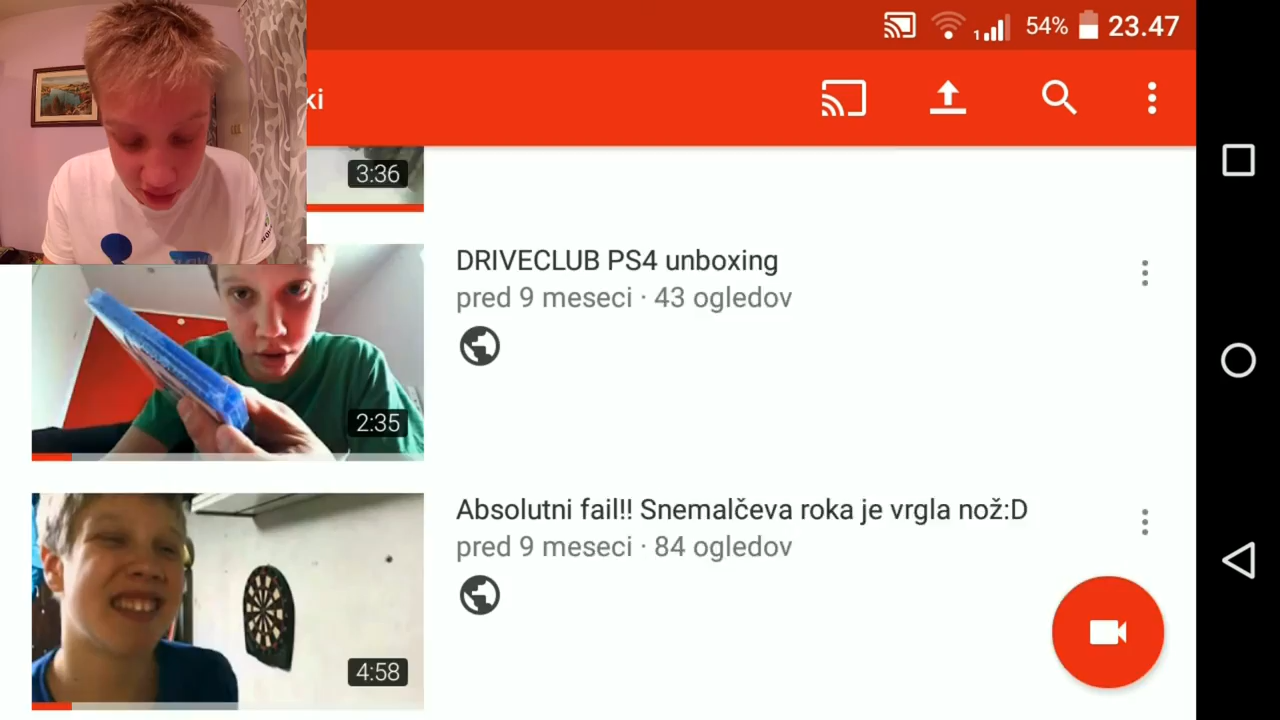 54% 23.47
ki
3:36
DRIVECLUB PS4 unboxing
pred 9 meseci · 43 ogledov
2:35
Absolutni fail!! Snemalčeva roka je vrgla nož:D
pred 9 meseci · 84 ogledov
4:58